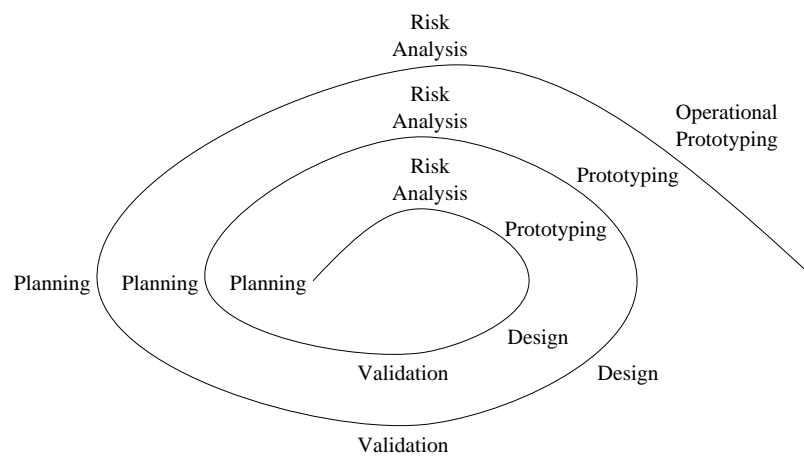 Risk
Analysis
Risk
Analysis
Operational
Prototyping
Risk
Analysis
Prototyping
Prototyping
Planning
Planning
Planning
Design
Validation
Design
Validation